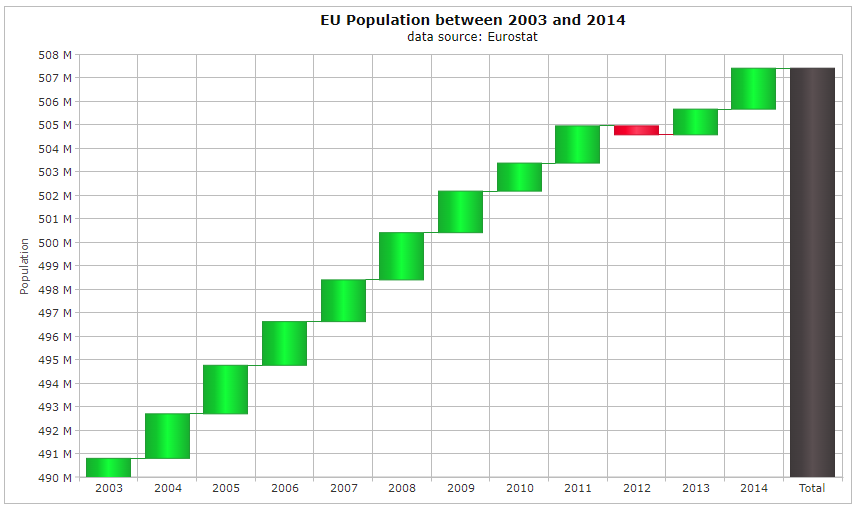 EU Population between 2003 and 2014
data source: Eurostat
508 M
507 M
506 M
505 M
504 M
503 M
502 M
501 M
500 M
499 M
498 M
497 M
496 M
495 M
494 M
493 M
492 M
491 M
490 M
Population
2003 2004 2005 2006 2007 2008 2009 2010 2011 2012 2013 2014 Total